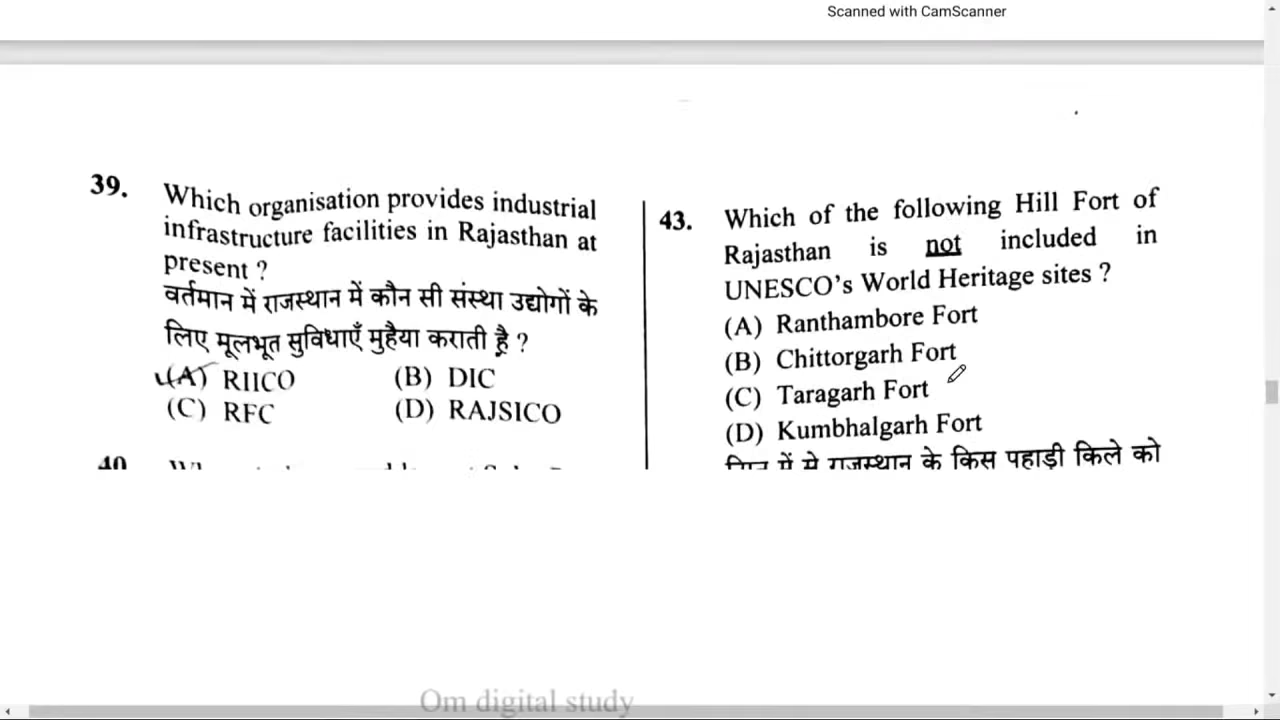 Scanned with CamScanner
39. Which organisation provides industrial
infrastructure facilities in Rajasthan at
present ?
वर्तमान में राजस्थान में कौन सी संस्था उद्योगों के
लिए मूलभूत सुविधाएँ मुहैया कराती है ?
(A) RIICO (B) DIC
(C) RFC (D) RAJSICO
40
43. Which of the following Hill Fort of
Rajasthan is not included in
UNESCO's World Heritage sites ?
(A) Ranthambore Fort
(B) Chittorgarh Fort
(C) Taragarh Fort
(D) Kumbhalgarh Fort
में से राजस्थान के किस पहाड़ी किले को
Om digital study